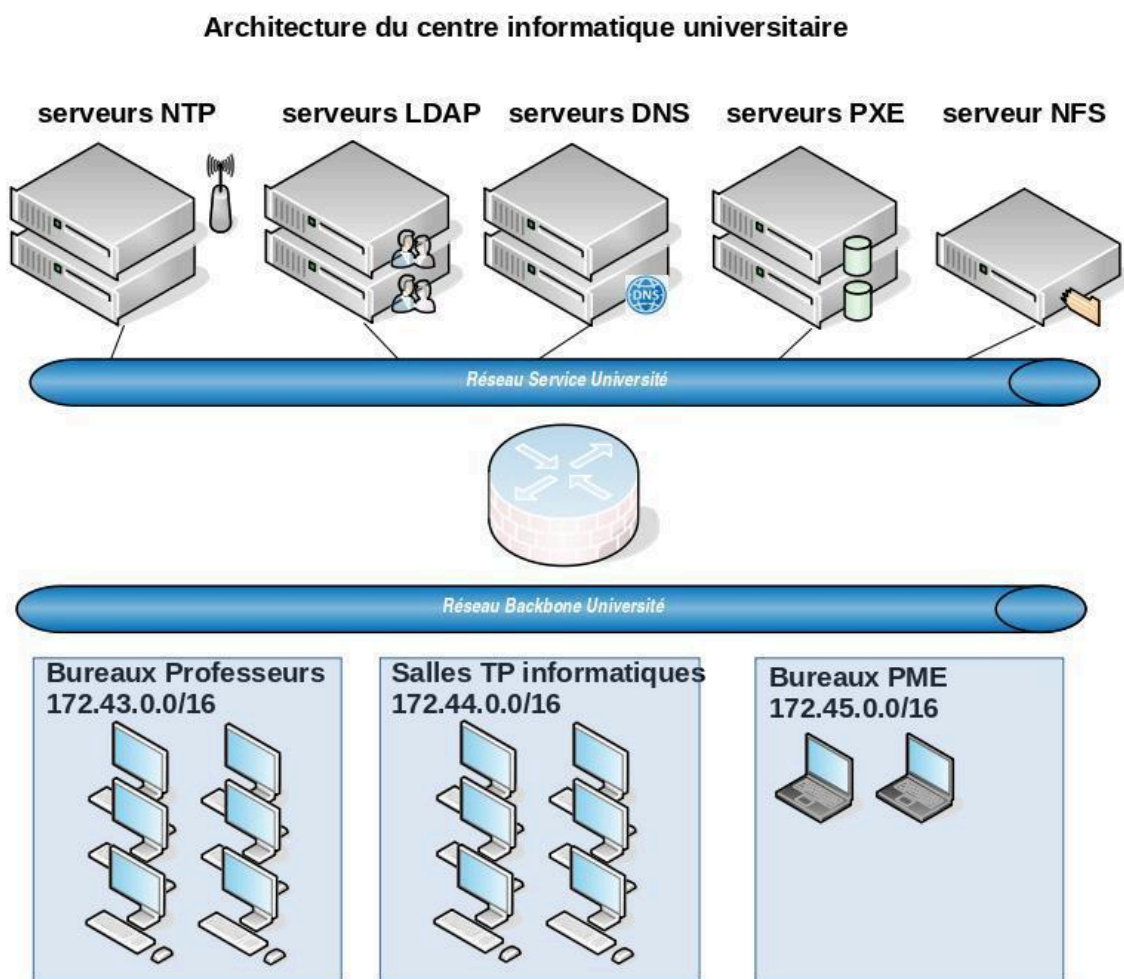 Architecture du centre informatique universitaire
serveurs NTP
serveurs LDAP
serveurs DNS
serveurs PXE
serveur NFS
DNS
Réseau Service Université
Réseau Backbone Université
Bureaux Professeurs
172.43.0.0/16
Salles TP informatiques
172.44.0.0/16
Bureaux PME
172.45.0.0/16